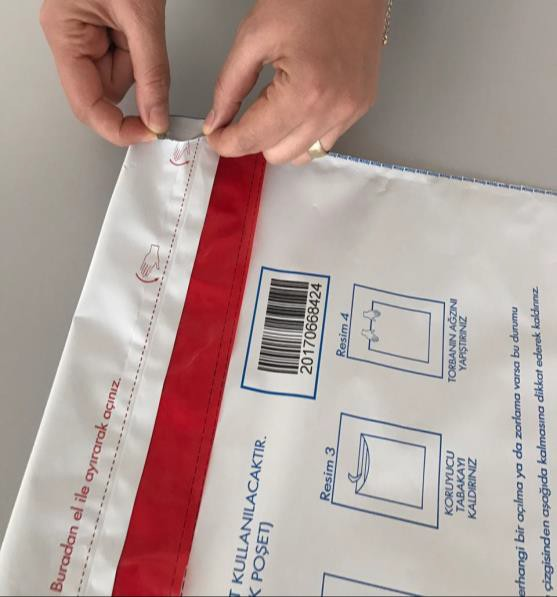 Buradan el ile ayırarak açınız.
T KULLANILACAKTIR.
K POŞET)
20170668424
Resim 3
KORUYUCU
TABAKAYI
KALDIRINIZ
Resim 4
TORBANIN AĞZINI
YAPIŞTIRINIZ
erhangi bir açılma ya da zorlama varsa bu durumu
çizgisinden aşağıda kalmasına dikkat ederek kaldırınız.